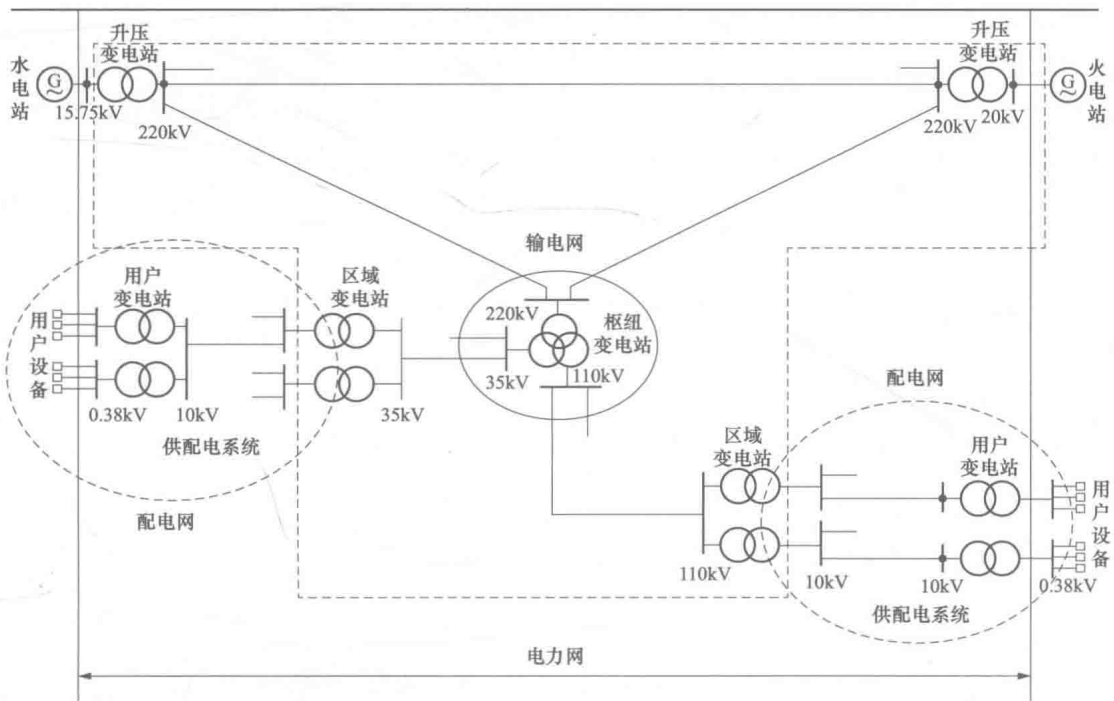 升压
变电站
升压
变电站
水电站
G
~
15.75kV
220kV
220kV
20kV
G
~
火电站
输电网
用户
变电站
区域
变电站
220kV
枢纽
变电站
35kV
110kV
用户设备
0.38kV
10kV
35kV
供配电系统
配电网
配电网
区域
变电站
用户
变电站
用户设备
110kV
10kV
10kV
0.38kV
供配电系统
电力网